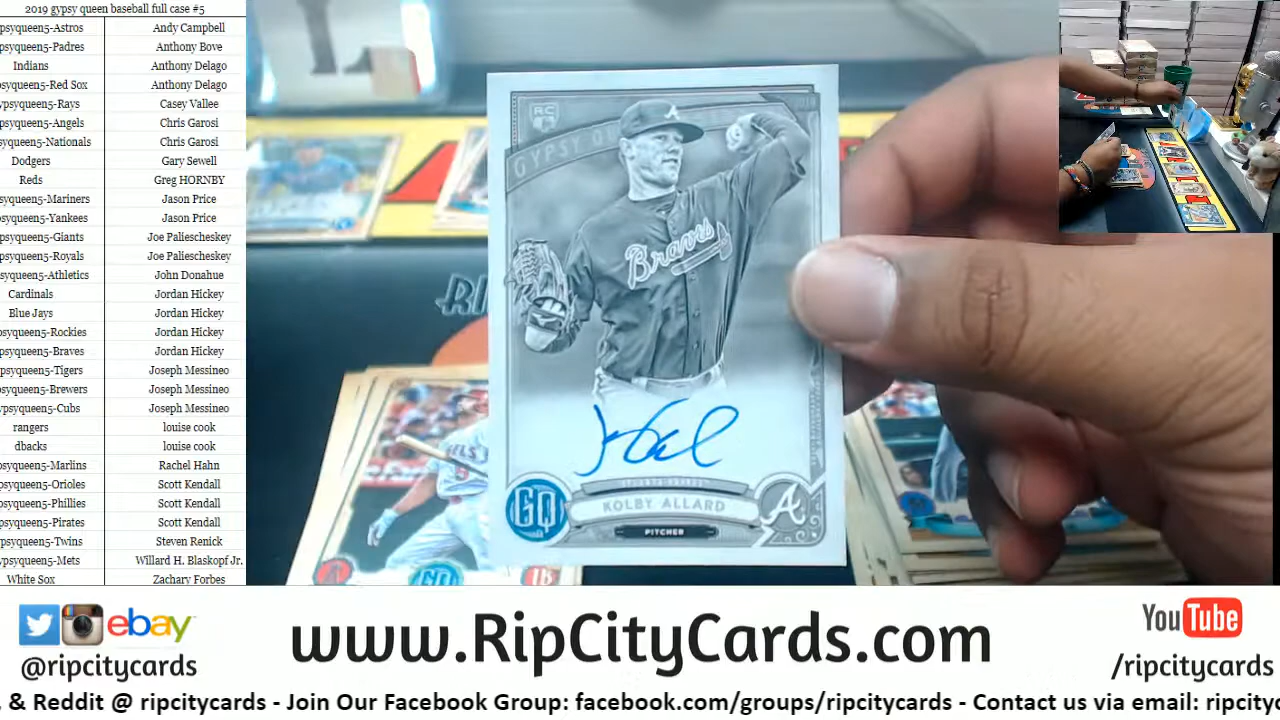 2019 gypsy queen baseball full case #5
psyqueen5-Astros Andy Campbell
psyqueen5-Padres Anthony Bove
Indians Anthony Delago
psyqueen5-Red Sox Anthony Delago
ypsyqueen5-Rays Casey Vallee
psyqueen5-Angels Chris Garosi
psyqueen5-Nationals Chris Garosi
Dodgers Gary Sewell
Reds Greg HORNBY
psyqueen5-Mariners Jason Price
psyqueen5-Yankees Jason Price
psyqueen5-Giants Joe Paliescheskey
psyqueen5-Royals Joe Paliescheskey
syqueen5-Athletics John Donahue
Cardinals Jordan Hickey
Blue Jays Jordan Hickey
psyqueen5-Rockies Jordan Hickey
psyqueen5-Braves Jordan Hickey
psyqueen5-Tigers Joseph Messineo
psyqueen5-Brewers Joseph Messineo
ypsyqueen5-Cubs Joseph Messineo
rangers louise cook
dbacks louise cook
psyqueen5-Marlins Rachel Hahn
psyqueen5-Orioles Scott Kendall
psyqueen5-Phillies Scott Kendall
psyqueen5-Pirates Scott Kendall
psyqueen5-Twins Steven Renick
ypsyqueen5-Mets Willard H. Blaskopf Jr.
White Sox Zachary Forbes
RC
GYPSY QU
A
Braves
GQ
KOLBY ALLARD
A
PITCHER
RI
GQ
1B
ebay
@ripcitycards
www.RipCityCards.com
YouTube
/ripcitycards
, & Reddit @ ripcitycards - Join Our Facebook Group: facebook.com/groups/ripcitycards - Contact us via email: ripcityc